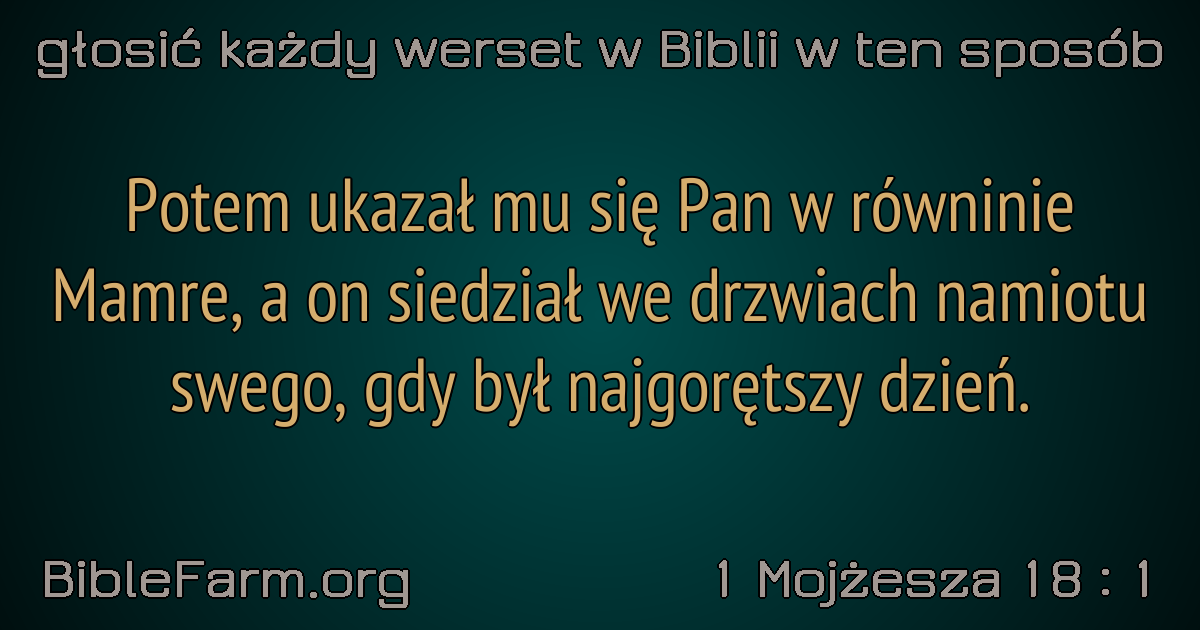 głosić każdy werset w Biblii w ten sposób
Potem ukazał mu się Pan w równinie
Mamre, a on siedział we drzwiach namiotu
swego, gdy był najgorętszy dzień.
BibleFarm.org
1 Mojżesza 18 : 1